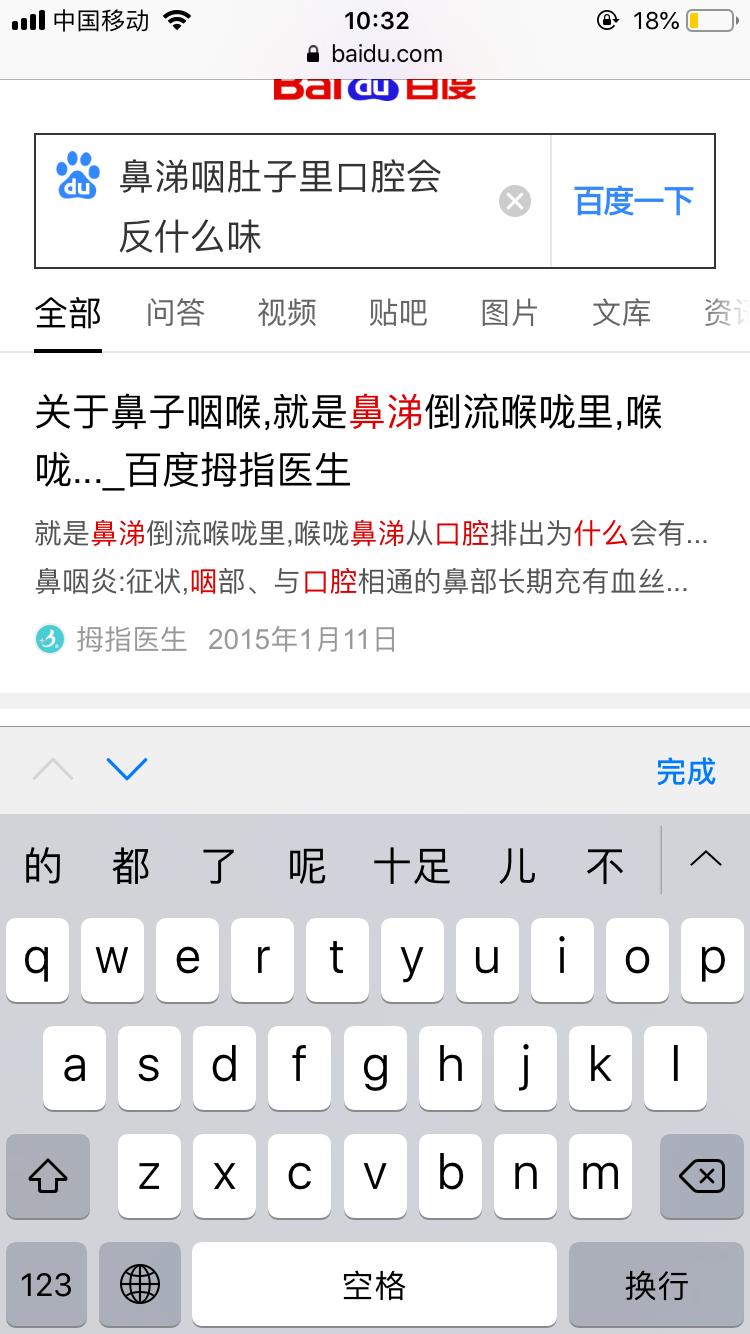 中国移动 10:32 18%
baidu.com
Bai du 百度
du 鼻涕咽肚子里口腔会
反什么味
百度一下
全部 问答 视频 贴吧 图片 文库 资讯
关于鼻子咽喉,就是鼻涕倒流喉咙里,喉
咙..._百度拇指医生
就是鼻涕倒流喉咙里,喉咙鼻涕从口腔排出为什么会有...
鼻咽炎:征状,咽部、与口腔相通的鼻部长期充有血丝...
拇指医生 2015年1月11日
完成
的 都 了 呢 十足 儿 不
q w e r t y u i o p
a s d f g h j k l
z x c v b n m
123 空格 换行